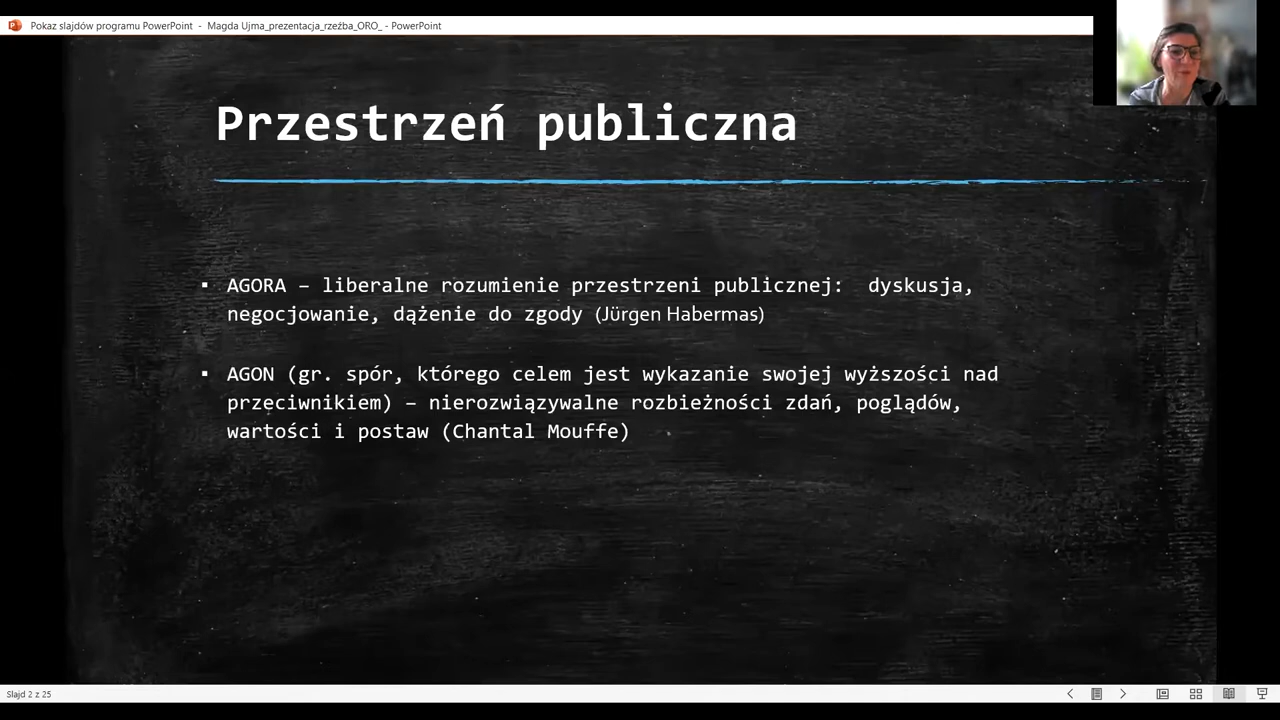 Pokaz slajdów programu PowerPoint - Magda Ujma_prezentacja_rzeźba_ORO_ - PowerPoint
Przestrzeń publiczna
▪ AGORA – liberalne rozumienie przestrzeni publicznej: dyskusja,
negocjowanie, dążenie do zgody (Jürgen Habermas)
▪ AGON (gr. spór, którego celem jest wykazanie swojej wyższości nad
przeciwnikiem) – nierozwiązywalne rozbieżności zdań, poglądów,
wartości i postaw (Chantal Mouffe)
Slajd 2 z 25